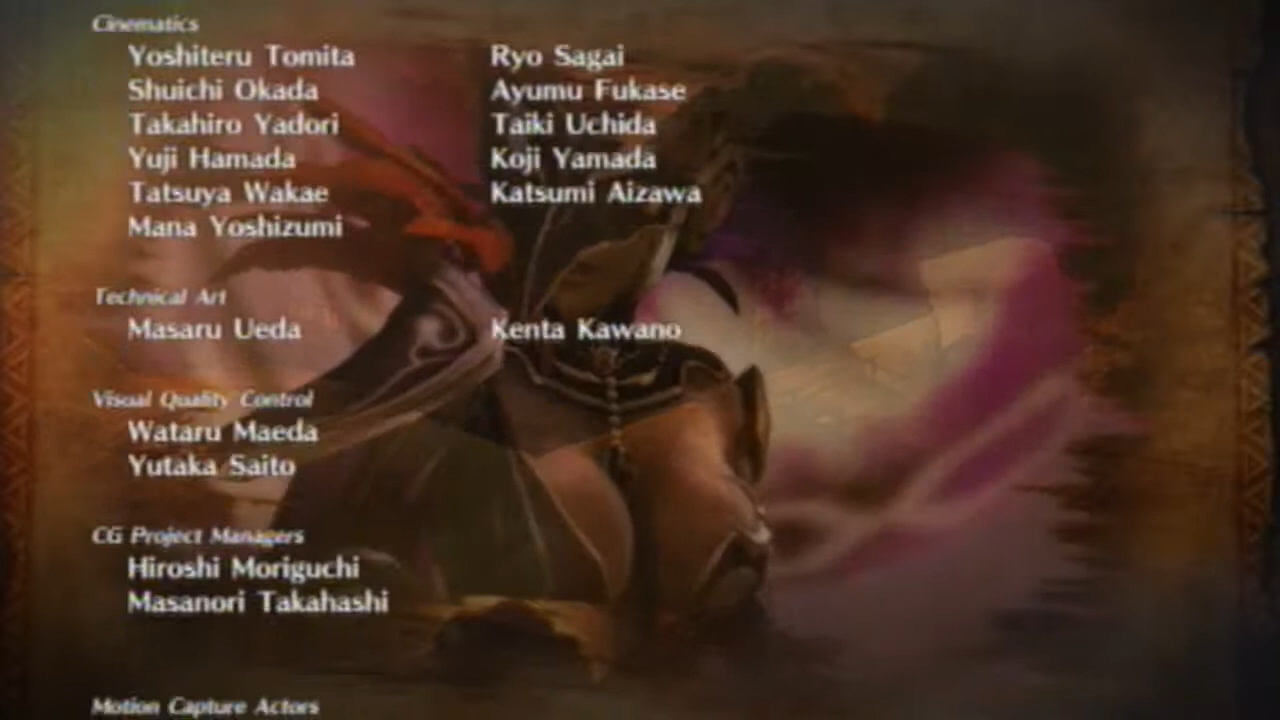 Cinematics
Yoshiteru Tomita Ryo Sagai
Shuichi Okada Ayumu Fukase
Takahiro Yadori Taiki Uchida
Yuji Hamada Koji Yamada
Tatsuya Wakae Katsumi Aizawa
Mana Yoshizumi
Technical Art
Masaru Ueda Kenta Kawano
Visual Quality Control
Wataru Maeda
Yutaka Saito
CG Project Managers
Hiroshi Moriguchi
Masanori Takahashi
Motion Capture Actors